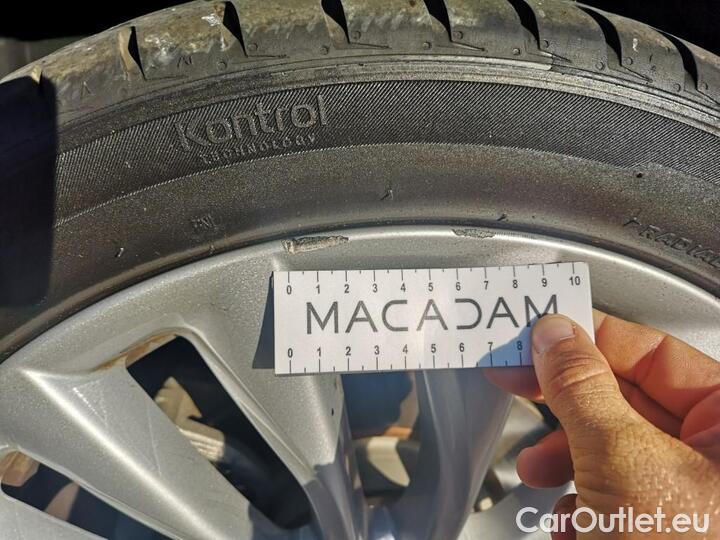 Kontrol
TECHNOLOGY
RADIAL
0 1 2 3 4 5 6 7 8 9 10
MACADAM
0 1 2 3 4 5 6 7 8
CarOutlet.eu